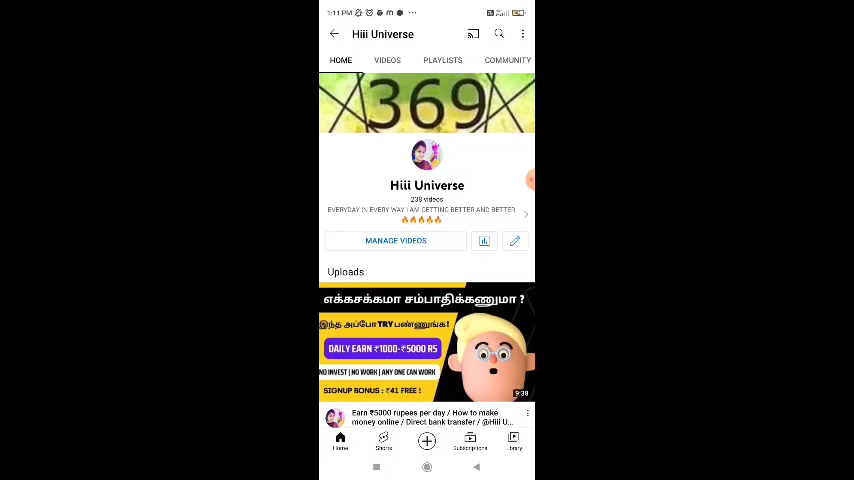 1:11 PM
Hiii Universe
HOME VIDEOS PLAYLISTS COMMUNITY
369
Hiii Universe
238 videos
EVERYDAY IN EVERY WAY I AM GETTING BETTER AND BETTER
🔥🔥🔥🔥🔥
MANAGE VIDEOS
Uploads
எக்கசக்கமா சம்பாதிக்கணுமா ?
இந்த அப்போ TRY பண்ணுங்க!
DAILY EARN ₹1000-₹5000 RS
NO INVEST | NO WORK | ANY ONE CAN WORK
SIGNUP BONUS : ₹41 FREE !
9:38
Earn ₹5000 rupees per day / How to make
money online / Direct bank transfer / @Hiii U...
Home Shorts Subscriptions Library